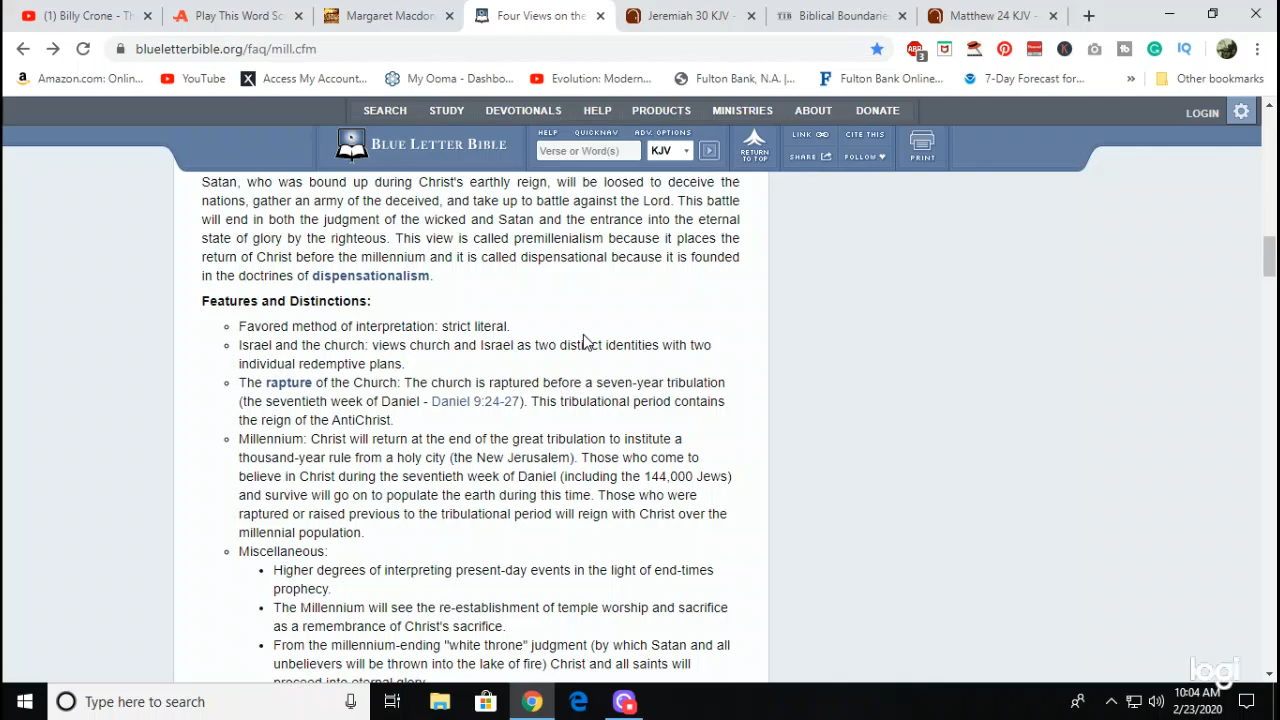 (1) Billy Crone - Th
Play This Word Sc
Margaret Macdon
Four Views on the
Jeremiah 30 KJV -
Biblical Boundarie
Matthew 24 KJV -
blueletterbible.org/faq/mill.cfm
ABP
3
IQ
Amazon.com: Onlin...
YouTube
Access My Account...
My Ooma - Dashbo...
Evolution: Modern...
Fulton Bank, N.A. |...
Fulton Bank Online...
7-Day Forecast for...
»
Other bookmarks
SEARCH STUDY DEVOTIONALS HELP PRODUCTS MINISTRIES ABOUT DONATE
LOGIN
BLUE LETTER BIBLE
HELP QUICKNAV ADV. OPTIONS
Verse or Word(s)
KJV
RETURN TO TOP
LINK
CITE THIS
SHARE
FOLLOW
PRINT
Satan, who was bound up during Christ's earthly reign, will be loosed to deceive the
nations, gather an army of the deceived, and take up to battle against the Lord. This battle
will end in both the judgment of the wicked and Satan and the entrance into the eternal
state of glory by the righteous. This view is called premillenialism because it places the
return of Christ before the millennium and it is called dispensational because it is founded
in the doctrines of dispensationalism.
Features and Distinctions:
Favored method of interpretation: strict literal.
Israel and the church: views church and Israel as two distinct identities with two
individual redemptive plans.
The rapture of the Church: The church is raptured before a seven-year tribulation
(the seventieth week of Daniel - Daniel 9:24-27). This tribulational period contains
the reign of the AntiChrist.
Millennium: Christ will return at the end of the great tribulation to institute a
thousand-year rule from a holy city (the New Jerusalem). Those who come to
believe in Christ during the seventieth week of Daniel (including the 144,000 Jews)
and survive will go on to populate the earth during this time. Those who were
raptured or raised previous to the tribulational period will reign with Christ over the
millennial population.
Miscellaneous:
Higher degrees of interpreting present-day events in the light of end-times
prophecy.
The Millennium will see the re-establishment of temple worship and sacrifice
as a remembrance of Christ's sacrifice.
From the millennium-ending "white throne" judgment (by which Satan and all
unbelievers will be thrown into the lake of fire) Christ and all saints will
proceed into eternal glory.
logi
Type here to search
10:04 AM
2/23/2020